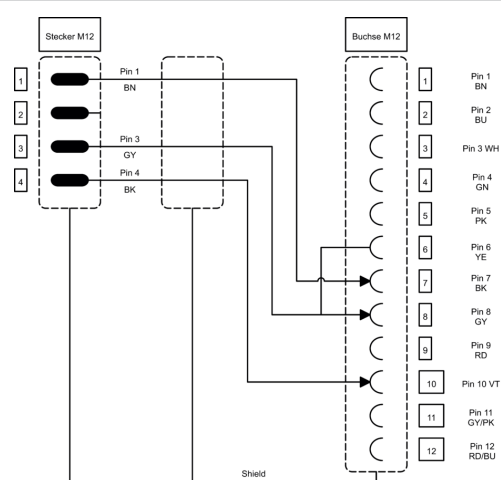 Stecker M12
Buchse M12
1
Pin 1
BN
2
3
Pin 3
GY
4
Pin 4
BK
1
Pin 1
BN
2
Pin 2
BU
3
Pin 3 WH
4
Pin 4
GN
5
Pin 5
PK
6
Pin 6
YE
7
Pin 7
BK
8
Pin 8
GY
9
Pin 9
RD
10
Pin 10 VT
11
Pin 11
GY/PK
12
Pin 12
RD/BU
Shield